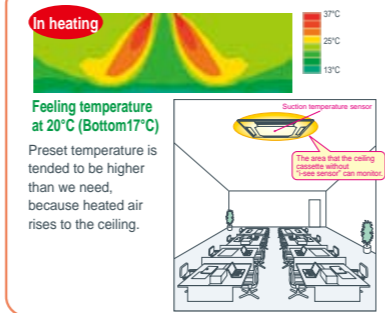 In heating
37°C
25°C
13°C
Feeling temperature
at 20°C (Bottom17°C)
Preset temperature is
tended to be higher
than we need,
because heated air
rises to the ceiling.
Suction temperature sensor
The area that the ceiling
cassette without
"i-see sensor" can monitor.